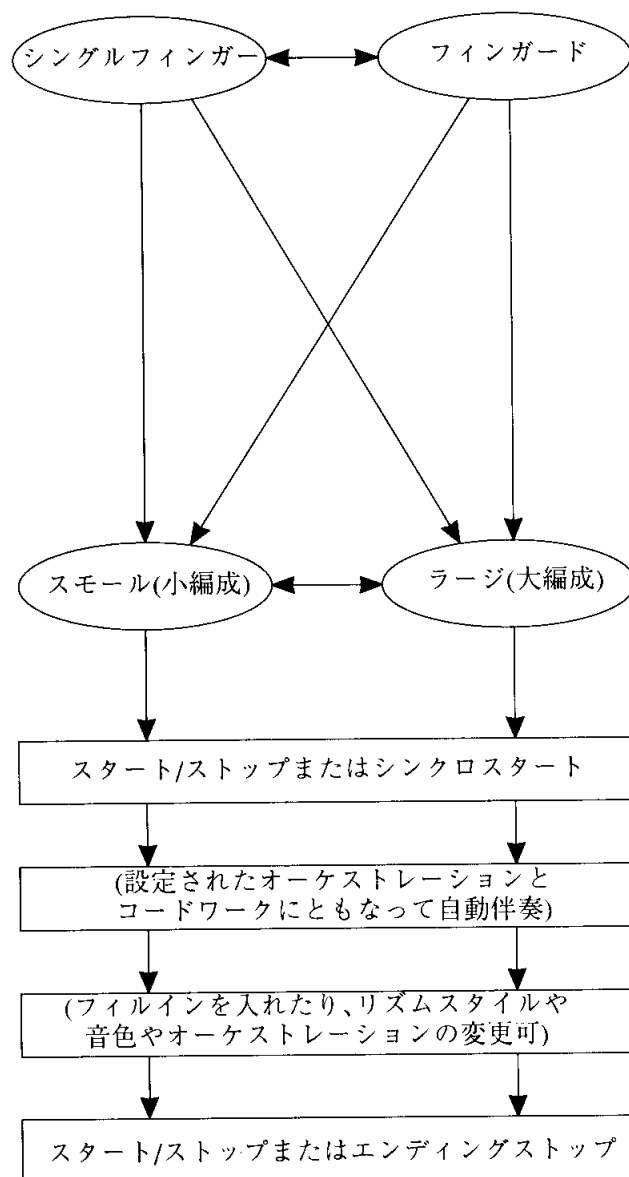 シングルフィンガー
フィンガード
スモール(小編成)
ラージ(大編成)
スタート/ストップまたはシンクロスタート
(設定されたオーケストレーションと
コードワークにともなって自動伴奏)
(フィルインを入れたり、リズムスタイルや
音色やオーケストレーションの変更可)
スタート/ストップまたはエンディングストップ